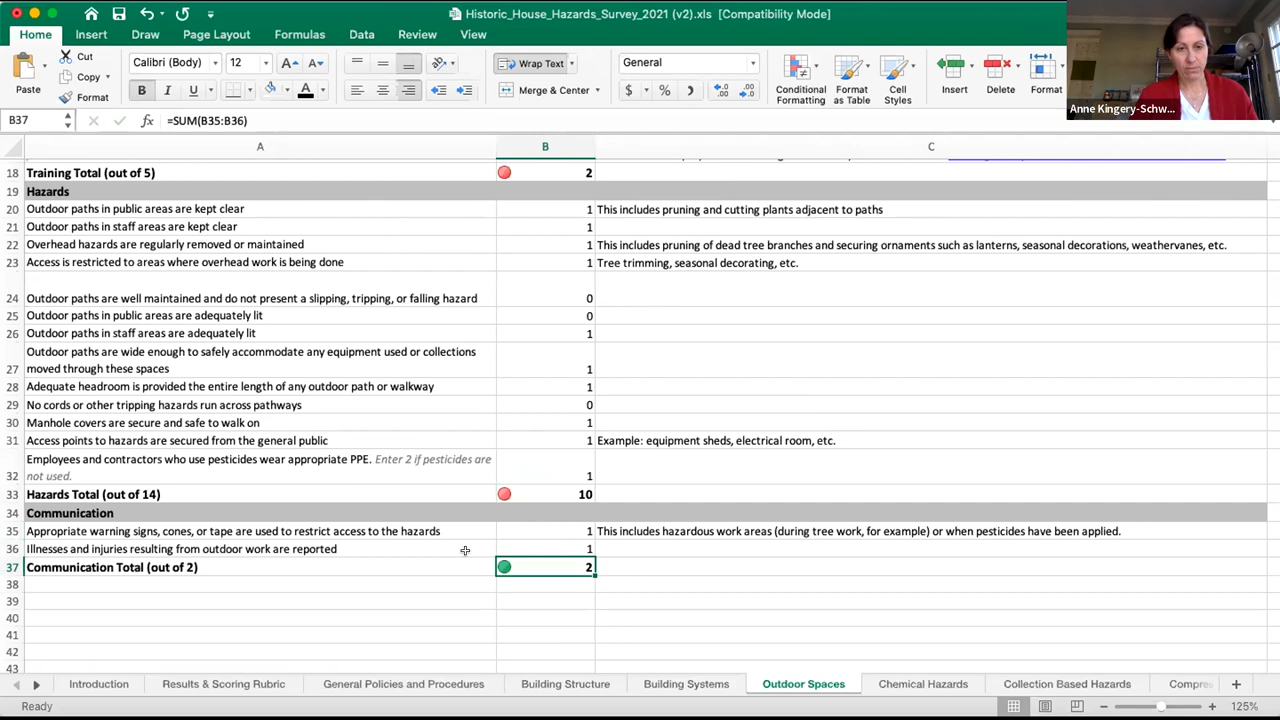 Historic_House_Hazards_Survey_2021 (v2).xls [Compatibility Mode]
Home Insert Draw Page Layout Formulas Data Review View
Paste Cut Copy Format
Calibri (Body) 12 A A
B I U A
Wrap Text
Merge & Center
General
$ % ,
Conditional Formatting
Format as Table
Cell Styles
Insert Delete Format
Anne Kingery-Schw...
B37 fx =SUM(B35:B36)
A B C
18 Training Total (out of 5) 2
19 Hazards
20 Outdoor paths in public areas are kept clear 1 This includes pruning and cutting plants adjacent to paths
21 Outdoor paths in staff areas are kept clear 1
22 Overhead hazards are regularly removed or maintained 1 This includes pruning of dead tree branches and securing ornaments such as lanterns, seasonal decorations, weathervanes, etc.
23 Access is restricted to areas where overhead work is being done 1 Tree trimming, seasonal decorating, etc.
24 Outdoor paths are well maintained and do not present a slipping, tripping, or falling hazard 0
25 Outdoor paths in public areas are adequately lit 0
26 Outdoor paths in staff areas are adequately lit 1
Outdoor paths are wide enough to safely accommodate any equipment used or collections
27 moved through these spaces 1
28 Adequate headroom is provided the entire length of any outdoor path or walkway 1
29 No cords or other tripping hazards run across pathways 0
30 Manhole covers are secure and safe to walk on 1
31 Access points to hazards are secured from the general public 1 Example: equipment sheds, electrical room, etc.
Employees and contractors who use pesticides wear appropriate PPE. Enter 2 if pesticides are
32 not used. 1
33 Hazards Total (out of 14) 10
34 Communication
35 Appropriate warning signs, cones, or tape are used to restrict access to the hazards 1 This includes hazardous work areas (during tree work, for example) or when pesticides have been applied.
36 Illnesses and injuries resulting from outdoor work are reported 1
37 Communication Total (out of 2) 2
38
39
40
41
42
43
Introduction Results & Scoring Rubric General Policies and Procedures Building Structure Building Systems Outdoor Spaces Chemical Hazards Collection Based Hazards Compres
Ready 125%